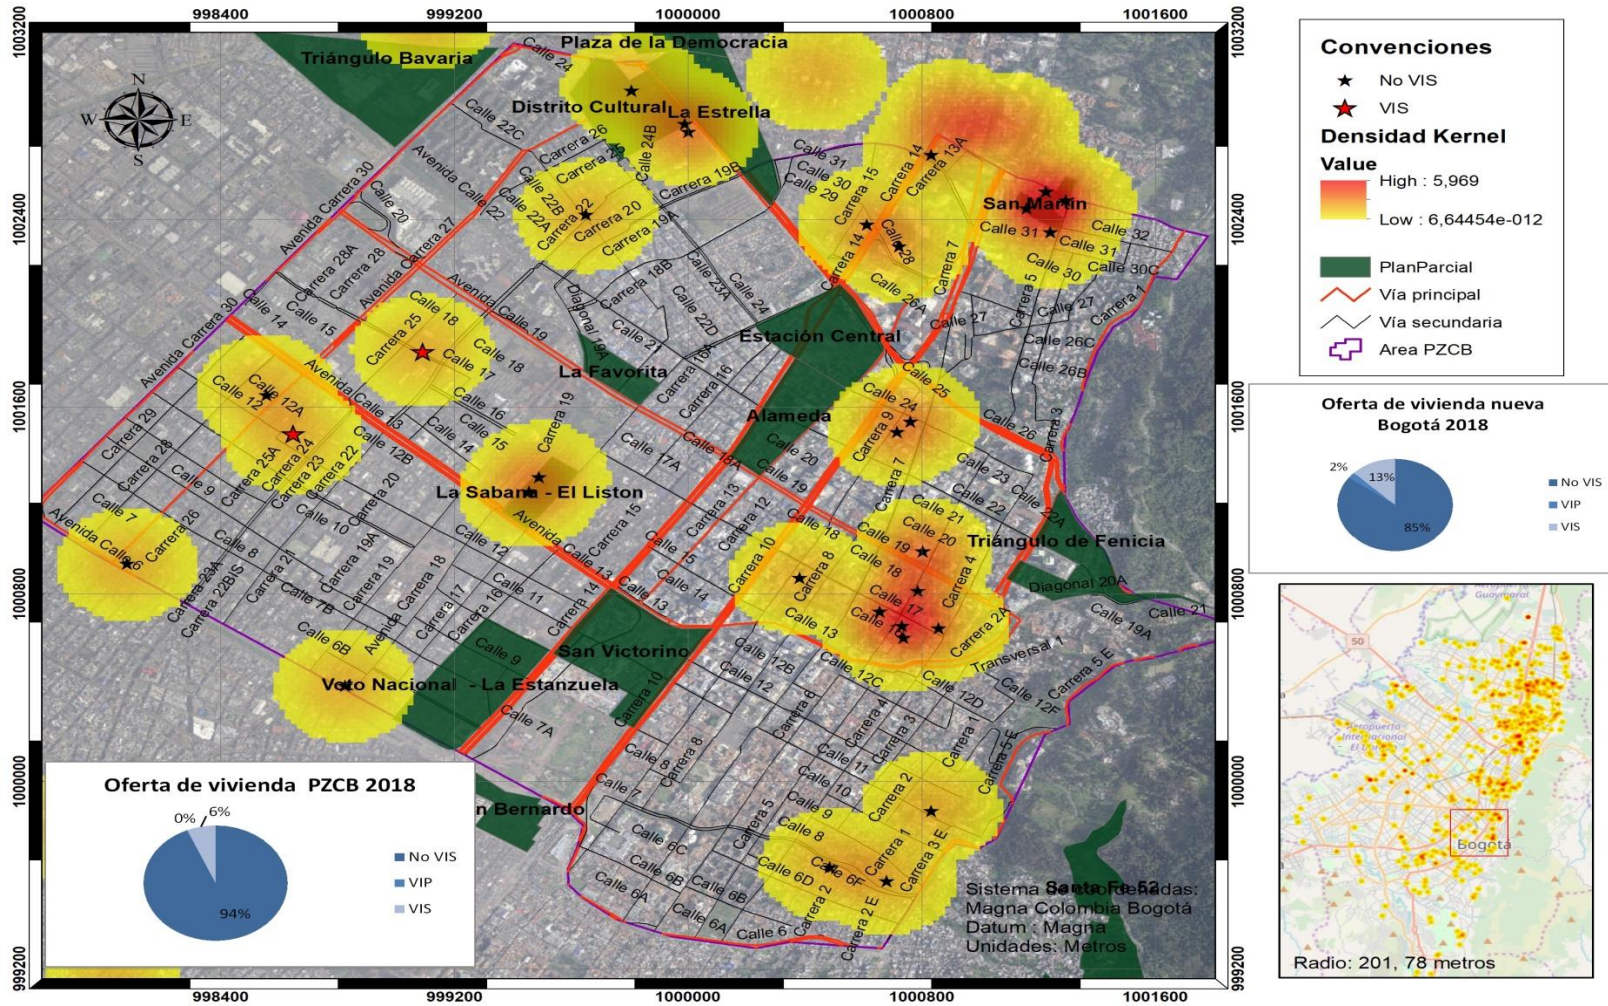 998400
999200
1000000
1000800
1001600
1003200
1002400
1001600
1000800
1000000
999200
1003200
1002400
1001600
1000800
1000000
999200
N
W E
S
Triángulo Bavaria
Plaza de la Democracia
Calle 24
Distrito Cultural
La Estrella
Calle 22C
Carrera 26
Calle 24B
Carrera 19B
Avenida Carrera 30
Avenida Calle 22
Calle 20
Calle 22B
Calle 22A
Carrera 22
Carrera 20
Carrera 19A
Calle 31
Calle 30
Calle 29
Carrera 15
Carrera 14
Carrera 13A
San Martín
Calle 31
Calle 32
Calle 31
Calle 30
Calle 30C
Calle 28
Carrera 14
Carrera 7
Calle 26A
Carrera 5
Calle 27
Calle 27
Carrera 1
Calle 26C
Calle 26B
Carrera 28A
Carrera 28
Avenida Carrera 27
Carrera 18B
Carrera 23A
Calle 24
Diagonal 19A
Carrera 22D
Avenida Calle 19
Calle 21
Estación Central
Avenida Carrera 30
Calle 14
Calle 15
Carrera 25
Calle 18
Calle 17
Calle 18
La Favorita
Carrera 16A
Carrera 16
Calle 25
Calle 24
Alameda
Calle 26
Carrera 3
Avenida Calle 13
Calle 12A
Calle 12
Calle 16
Calle 15
Calle 14
Carrera 19
Carrera 9
Carrera 7
Calle 20
Calle 23
Calle 22
Calle 22A
Carrera 29
Carrera 28
Calle 12B
Carrera 25A
Carrera 24
Carrera 23
Carrera 22
Carrera 20
Carrera 17A
Carrera 18A
Calle 19
La Sabana - El Liston
Calle 9
Calle 10
Carrera 15
Carrera 13
Carrera 12
Calle 21
Calle 20
Calle 18
Calle 19
Calle 18
Triángulo de Fenicia
Calle 7
Avenida Calle 6
Carrera 26
Calle 8
Carrera 19A
Carrera 19
Carrera 18
Calle 12
Avenida Calle 13
Calle 15
Calle 14
Carrera 10
Carrera 8
Calle 17
Carrera 4
Diagonal 20A
Calle 21
Calle 19A
Carrera 23A
Carrera 22BIS
Carrera 21
Calle 7B
Carrera 17
Carrera 16
Calle 11
Carrera 14
Calle 13
Calle 13
Carrera 2A
Transversal 1
Calle 6B
Calle 9
San Victorino
Calle 12B
Calle 12
Calle 12C
Calle 12D
Calle 12F
Carrera 5 E
Voto Nacional - La Estanzuela
Carrera 10
Calle 7A
Carrera 6
Carrera 4
Carrera 3
Carrera 1
Carrera 5 E
Calle 8
Carrera 8
Calle 11
Calle 10
Carrera 2
Calle 7
Carrera 5
Calle 9
Calle 8
n Bernardo
Carrera 1
Carrera 3 E
Calle 6C
Calle 6B
Calle 6A
Calle 6D
Calle 6F
Calle 6B
Calle 6A
Calle 6
Carrera 2
Carrera 2 E
Santa Fe 52
Sistema de coordenadas:
Magna Colombia Bogotá
Datum : Magna
Unidades: Metros
Oferta de vivienda PZCB 2018
0%
6%
94%
No VIS
VIP
VIS
998400
999200
1000000
1000800
1001600
Convenciones
No VIS
VIS
Densidad Kernel
Value
High : 5,969
Low : 6,64454e-012
PlanParcial
Vía principal
Vía secundaria
Area PZCB
Oferta de vivienda nueva
Bogotá 2018
2%
13%
85%
No VIS
VIP
VIS
Aeropuerto
Guaymaral
50
Aeropuerto
Internacional
El Dorado
Bogotá
Radio: 201, 78 metros